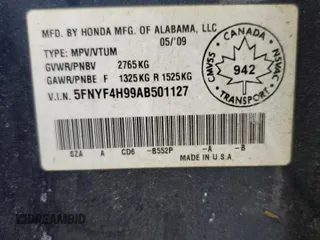 MFD. BY HONDA MFG. OF ALABAMA, LLC
05/'09
TYPE: MPV/VTUM
GVWR/PNBV 2765KG
GAWR/PNBE F 1325KG R 1525KG
V.I.N. 5FNYF4H99AB501127
CANADA
CMVSS NSVAC
942
TRANSPORT
SZA A CD6 -B552P -A -B
MADE IN U.S.A
DREAMBID